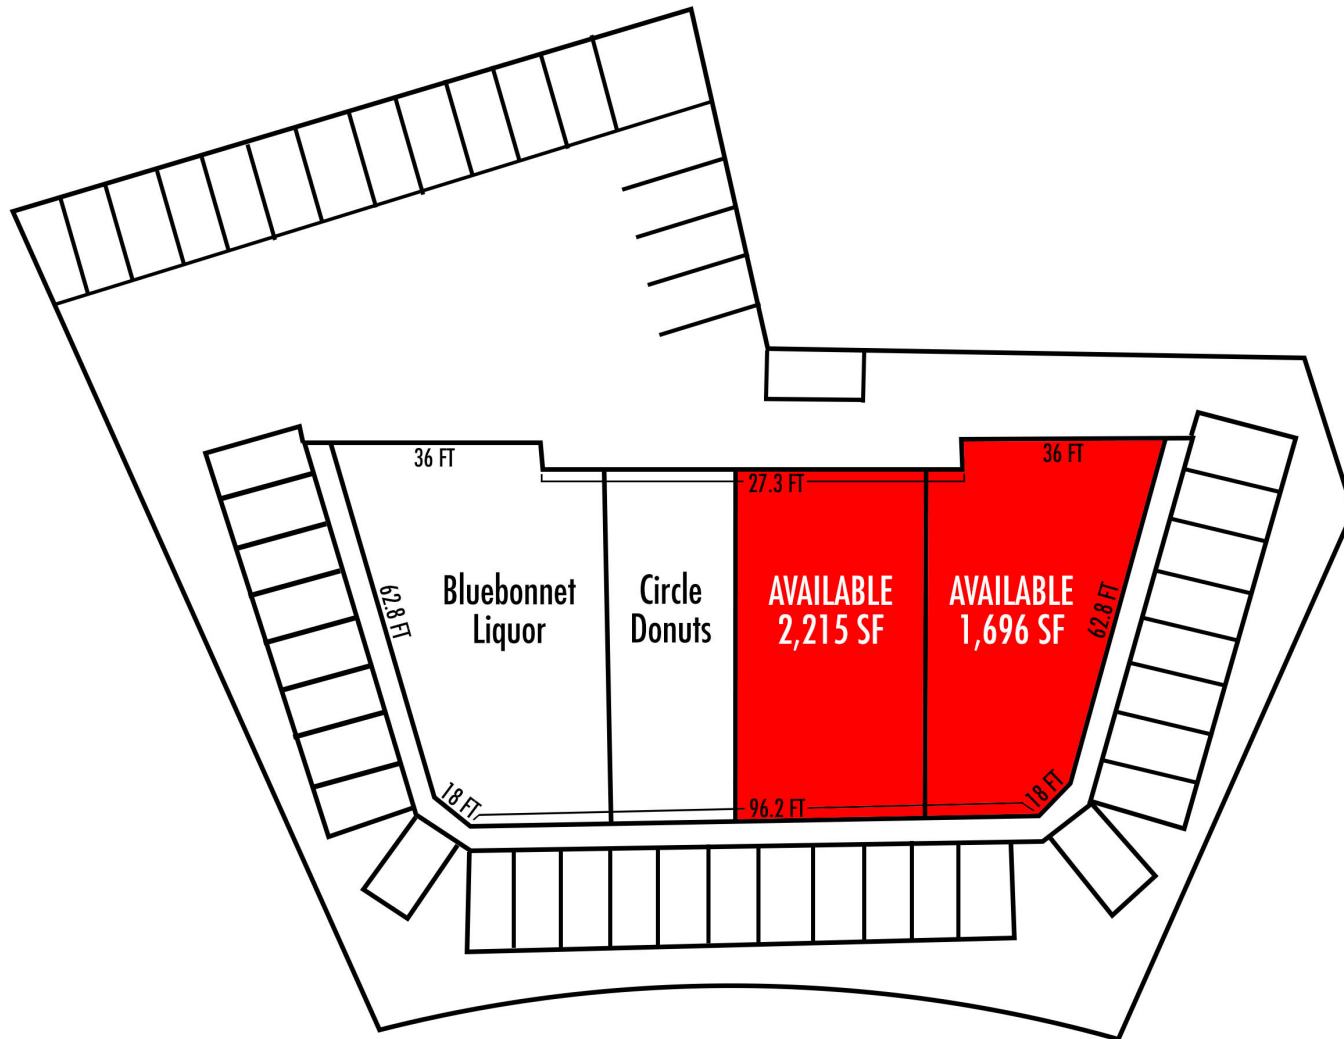 36 FT
36 FT
27.3 FT
62.8 FT
Bluebonnet
Liquor
Circle
Donuts
AVAILABLE
2,215 SF
AVAILABLE
1,696 SF
62.8 FT
18 FT
96.2 FT
18 FT